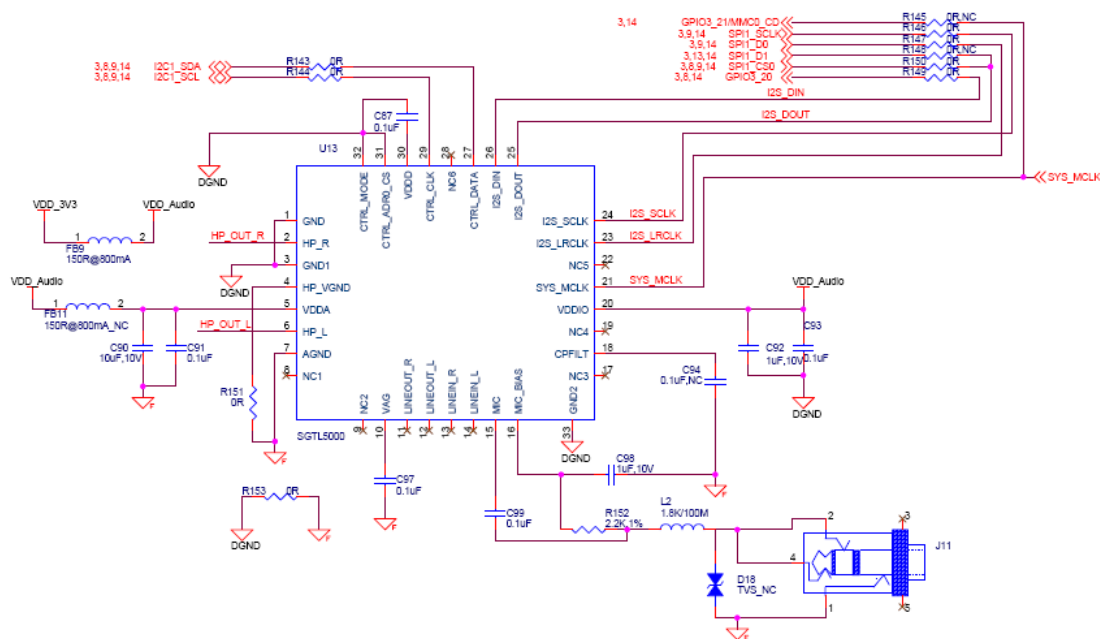 3,14 GPIO3_21/MMC0_CD R145 0R,NC
3,9,14 SPI1_SCLK R146 0R
3,9,14 SPI1_D0 R147 0R
3,13,14 SPI1_D1 R148 0R,NC
3,8,9,14 SPI1_CS0 R150 0R
3,8,14 GPIO3_20 R149 0R
3,8,9,14 I2C1_SDA R143 0R
3,8,9,14 I2C1_SCL R144 0R
I2S_DIN
I2S_DOUT
C87
0.1uF
U13
DGND
32 31 30 29 28 27 26 25
CTRL_MODE
CTRL_ADR0_CS
VDDD
CTRL_CLK
NC6
CTRL_DATA
I2S_DIN
I2S_DOUT
SYS_MCLK
VDD_3V3
VDD_Audio
1 2
FB9
150R@800mA
HP_OUT_R
DGND
VDD_Audio
1 2
FB11
150R@800mA_NC
HP_OUT_L
C90
10uF,10V
C91
0.1uF
R151
0R
1 GND
2 HP_R
3 GND1
4 HP_VGND
5 VDDA
6 HP_L
7 AGND
8 NC1
I2S_SCLK 24 I2S_SCLK
I2S_LRCLK 23 I2S_LRCLK
NC5 22
SYS_MCLK 21 SYS_MCLK
VDDIO 20
NC4 19
CPFILT 18
NC3 17
VDD_Audio
C92
1uF,10V
C93
0.1uF
DGND
C94
0.1uF,NC
NC2
VAG
LINEOUT_R
LINEOUT_L
LINEIN_R
LINEIN_L
MIC
MIC_BIAS
GND2
SGTL5000
9 10 11 12 13 14 15 16 33
DGND
F
F
F
F
F
F
C97
0.1uF
C98
1uF,10V
C99
0.1uF
R153 0R
DGND
R152
2.2K,1%
L2
1.8K/100M
D18
TVS_NC
2
3
4
1
5
J11